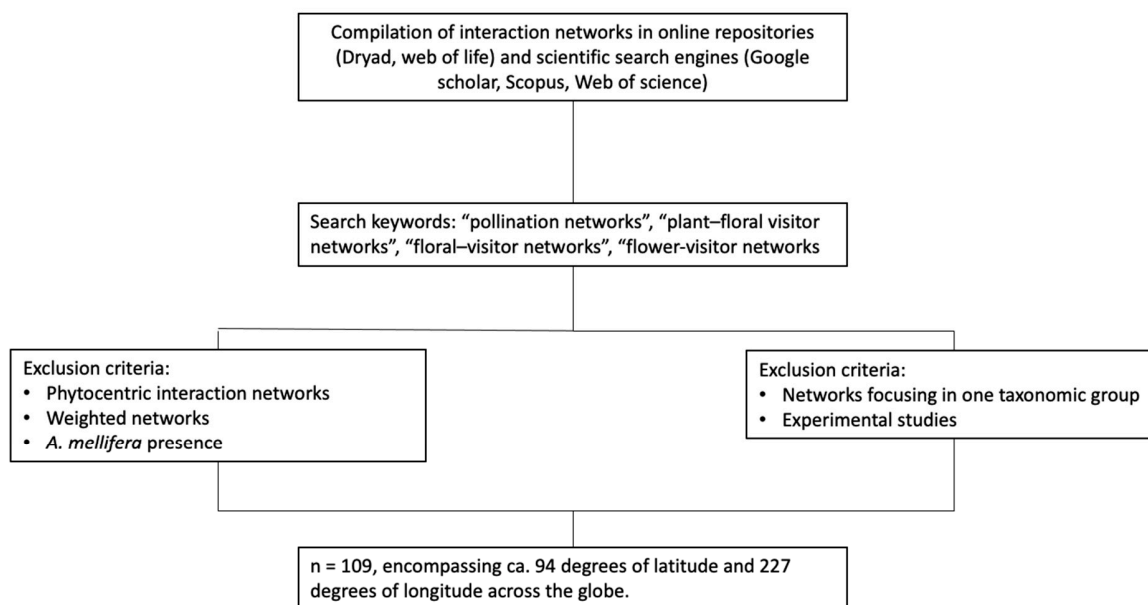 Compilation of interaction networks in online repositories
(Dryad, web of life) and scientific search engines (Google
scholar, Scopus, Web of science)
Search keywords: “pollination networks”, “plant–floral visitor
networks”, “floral–visitor networks”, “flower-visitor networks
Exclusion criteria:
• Phytocentric interaction networks
• Weighted networks
• A. mellifera presence
Exclusion criteria:
• Networks focusing in one taxonomic group
• Experimental studies
n = 109, encompassing ca. 94 degrees of latitude and 227
degrees of longitude across the globe.